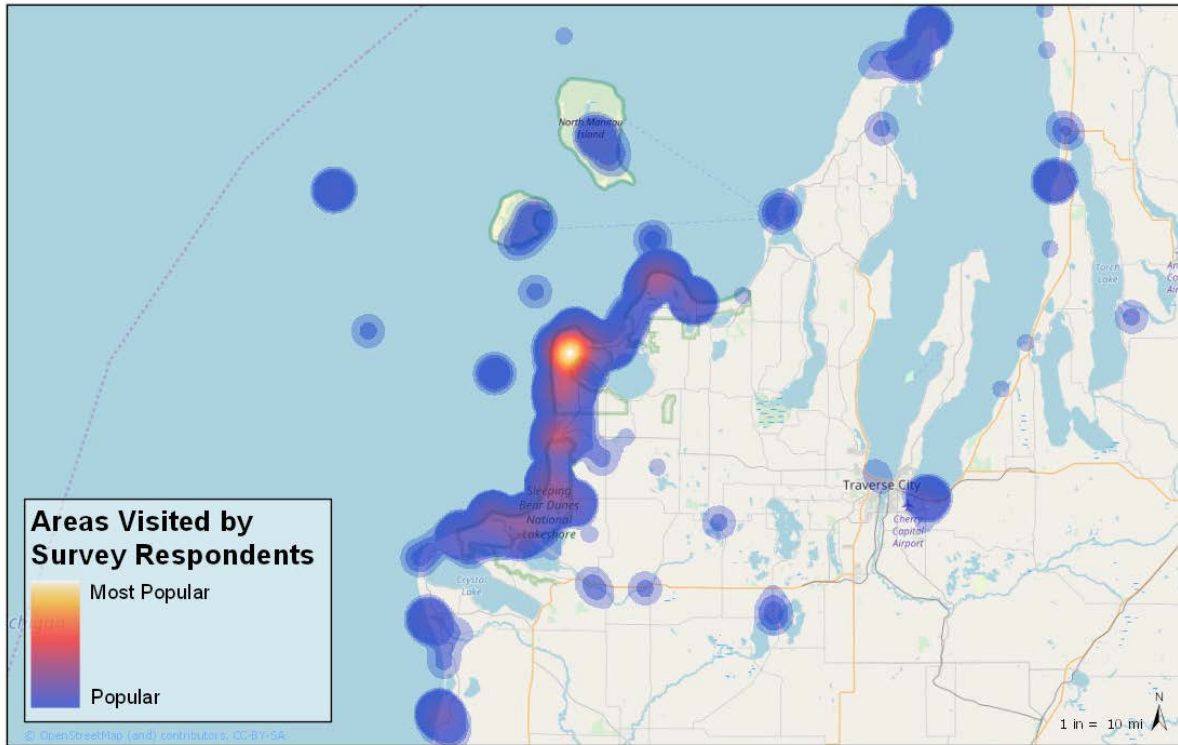 North Manitou
Island
Torch
Lake
Traverse City
Cherry
Capital
Airport
Sleeping
Bear Dunes
National
Lakeshore
Crystal
Lake
Areas Visited by
Survey Respondents
Most Popular
Popular
N
1 in = 10 mi
© OpenStreetMap (and) contributors, CC-BY-SA